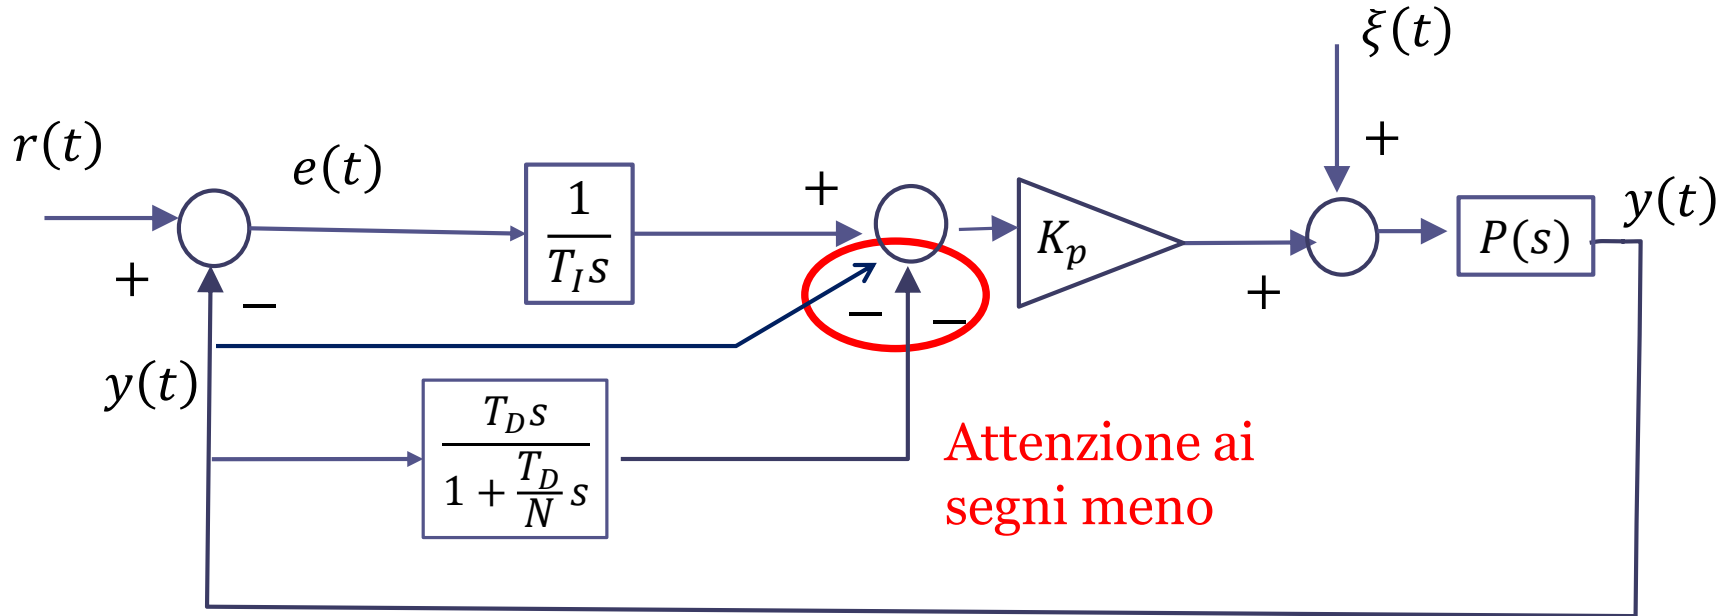 ξ(t)
r(t)
+
e(t)
+
+
y(t)
1
T_I s
K_p
P(s)
+
−
−
−
+
y(t)
T_D s
1 + T_D/N s
Attenzione ai
segni meno